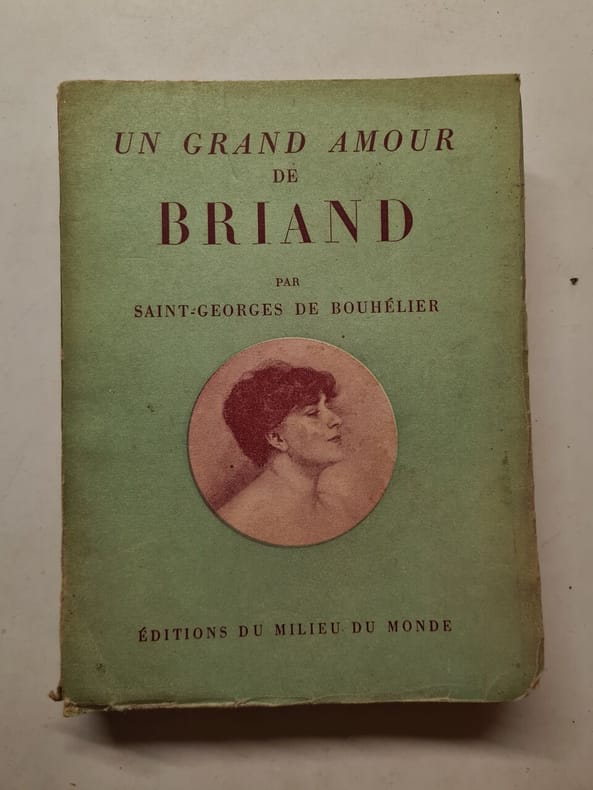 UN GRAND AMOUR
DE
BRIAND
PAR
SAINT-GEORGES DE BOUHÉLIER
ÉDITIONS DU MILIEU DU MONDE